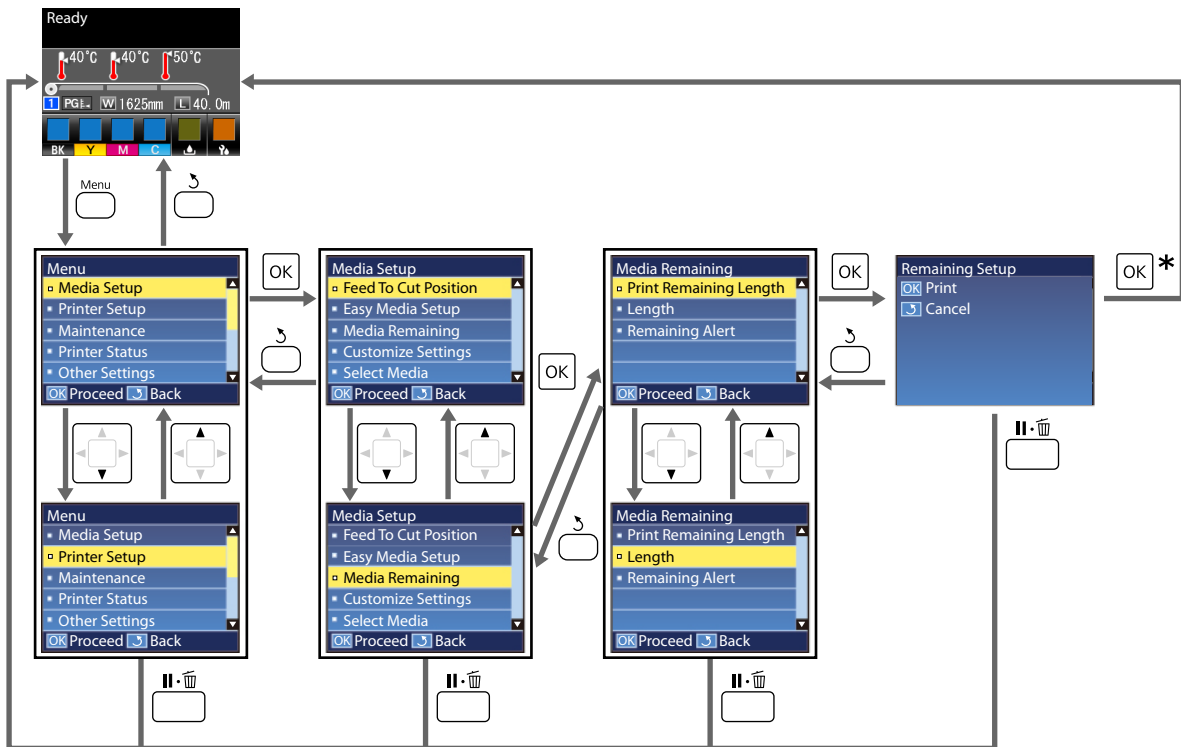 Ready
40°C 40°C 50°C
1 PG W 1625mm L 40.0m
BK Y M C
Menu
Menu
Media Setup
Printer Setup
Maintenance
Printer Status
Other Settings
OK Proceed Back
OK
Media Setup
Feed To Cut Position
Easy Media Setup
Media Remaining
Customize Settings
Select Media
OK Proceed Back
OK
Media Remaining
Print Remaining Length
Length
Remaining Alert
OK Proceed Back
OK
Remaining Setup
OK Print
Cancel
OK *
Menu
Media Setup
Printer Setup
Maintenance
Printer Status
Other Settings
OK Proceed Back
Media Setup
Feed To Cut Position
Easy Media Setup
Media Remaining
Customize Settings
Select Media
OK Proceed Back
Media Remaining
Print Remaining Length
Length
Remaining Alert
OK Proceed Back